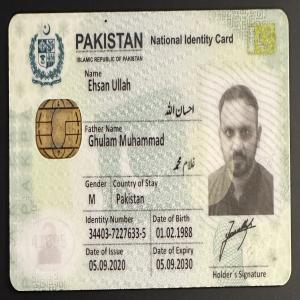 PAKISTAN National Identity Card
ISLAMIC REPUBLIC OF PAKISTAN
Name
Ehsan Ullah
احسان اللہ
Father Name
Ghulam Muhammad
غلام محمد
Gender Country of Stay
M Pakistan
Identity Number Date of Birth
34403-7227633-5 01.02.1988
Date of Issue Date of Expiry
05.09.2020 05.09.2030
Holder's Signature